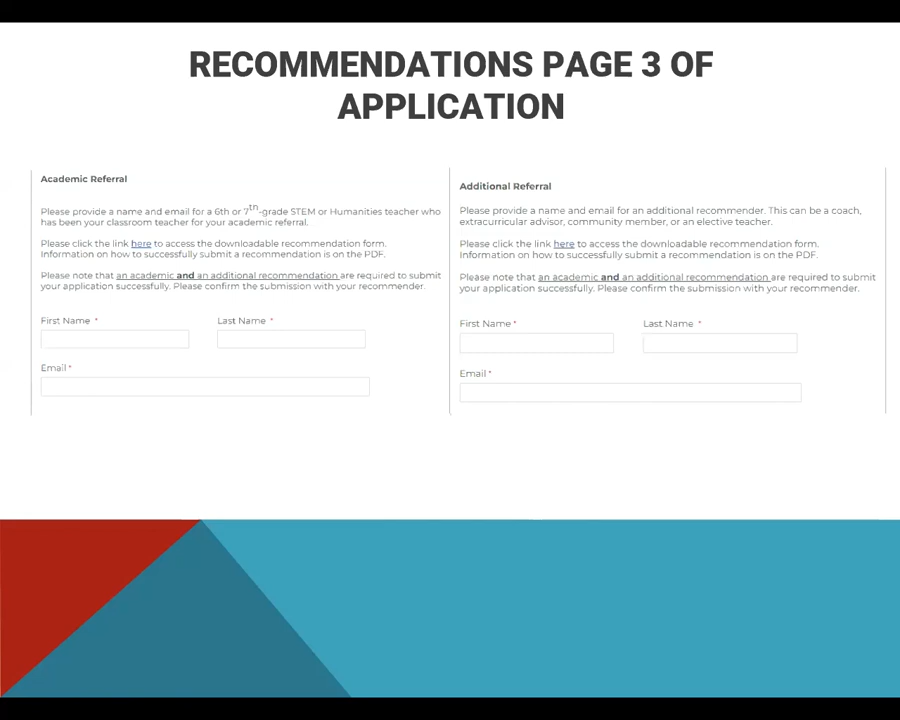 RECOMMENDATIONS PAGE 3 OF
APPLICATION
Academic Referral
Please provide a name and email for a 6th or 7th-grade STEM or Humanities teacher who
has been your classroom teacher for your academic referral.
Please click the link here to access the downloadable recommendation form.
Information on how to successfully submit a recommendation is on the PDF.
Please note that an academic and an additional recommendation are required to submit
your application successfully. Please confirm the submission with your recommender.
First Name * Last Name *
Email *
Additional Referral
Please provide a name and email for an additional recommender. This can be a coach,
extracurricular advisor, community member, or an elective teacher.
Please click the link here to access the downloadable recommendation form.
Information on how to successfully submit a recommendation is on the PDF.
Please note that an academic and an additional recommendation are required to submit
your application successfully. Please confirm the submission with your recommender.
First Name * Last Name *
Email *